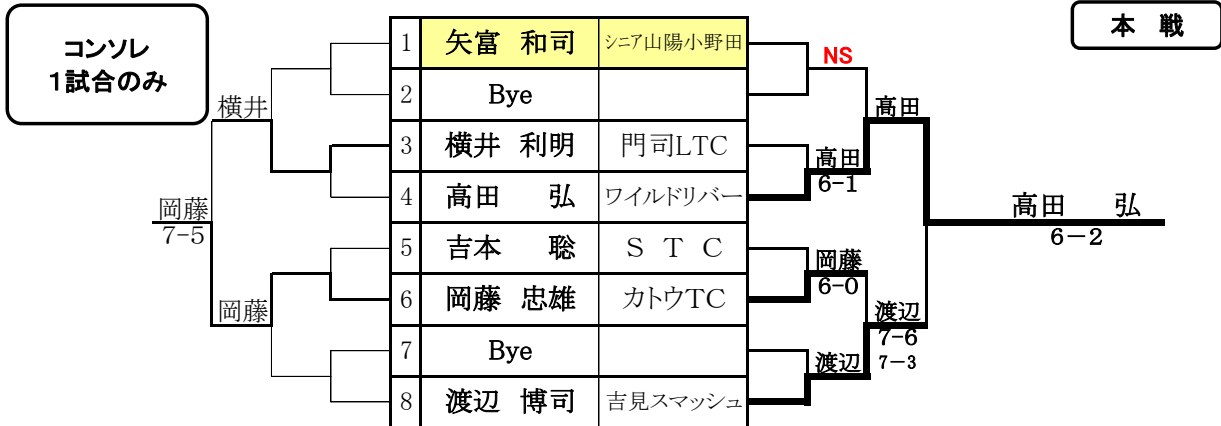 コンソレ
1試合のみ
本 戦
1 矢富 和司 シニア山陽小野田
NS
2 Bye
横井
高田
3 横井 利明 門司LTC
高田
6-1
4 高田 弘 ワイルドリバー
岡藤
7-5
高田 弘
6-2
5 吉本 聡 S T C
岡藤
6-0
6 岡藤 忠雄 カトウTC
岡藤
渡辺
7-6
7-3
7 Bye
渡辺
8 渡辺 博司 吉見スマッシュ